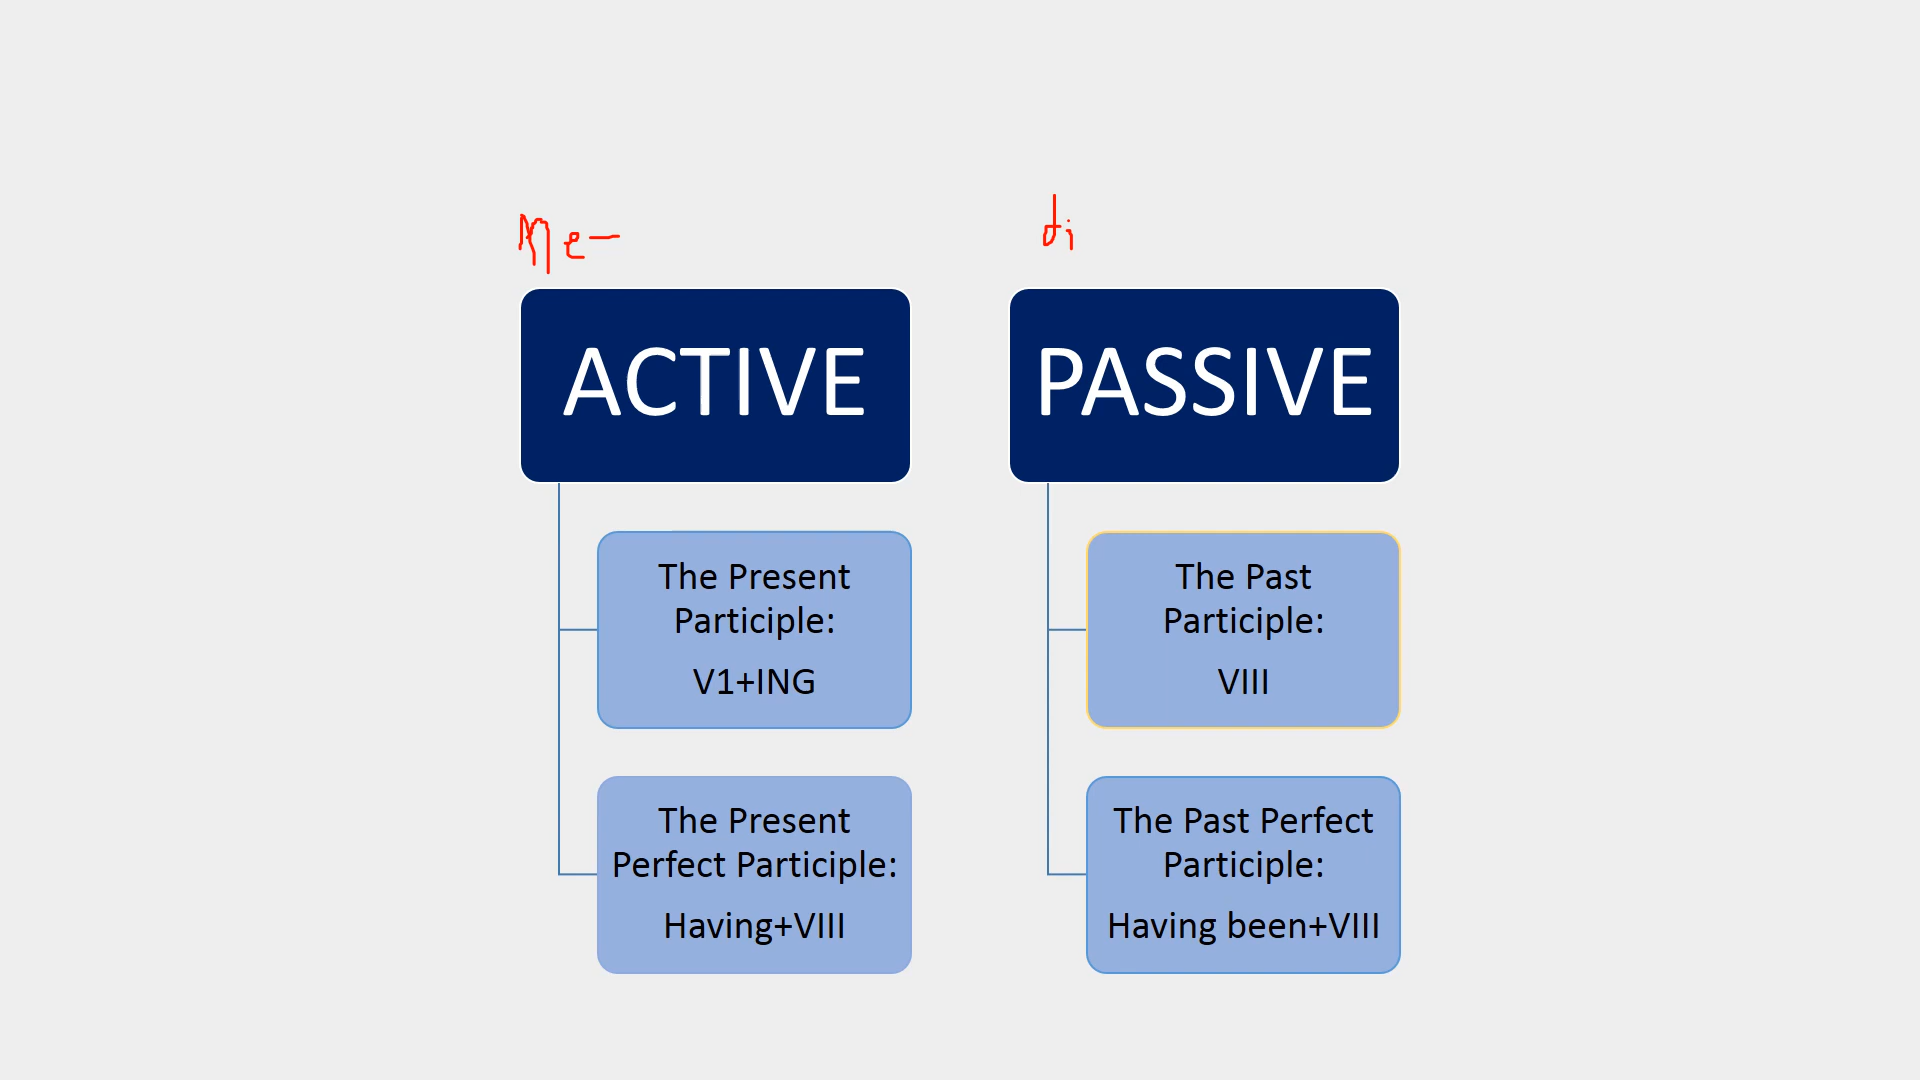 Me-
di
ACTIVE
PASSIVE
The Present
Participle:
V1+ING
The Past
Participle:
VIII
The Present
Perfect Participle:
Having+VIII
The Past Perfect
Participle:
Having been+VIII